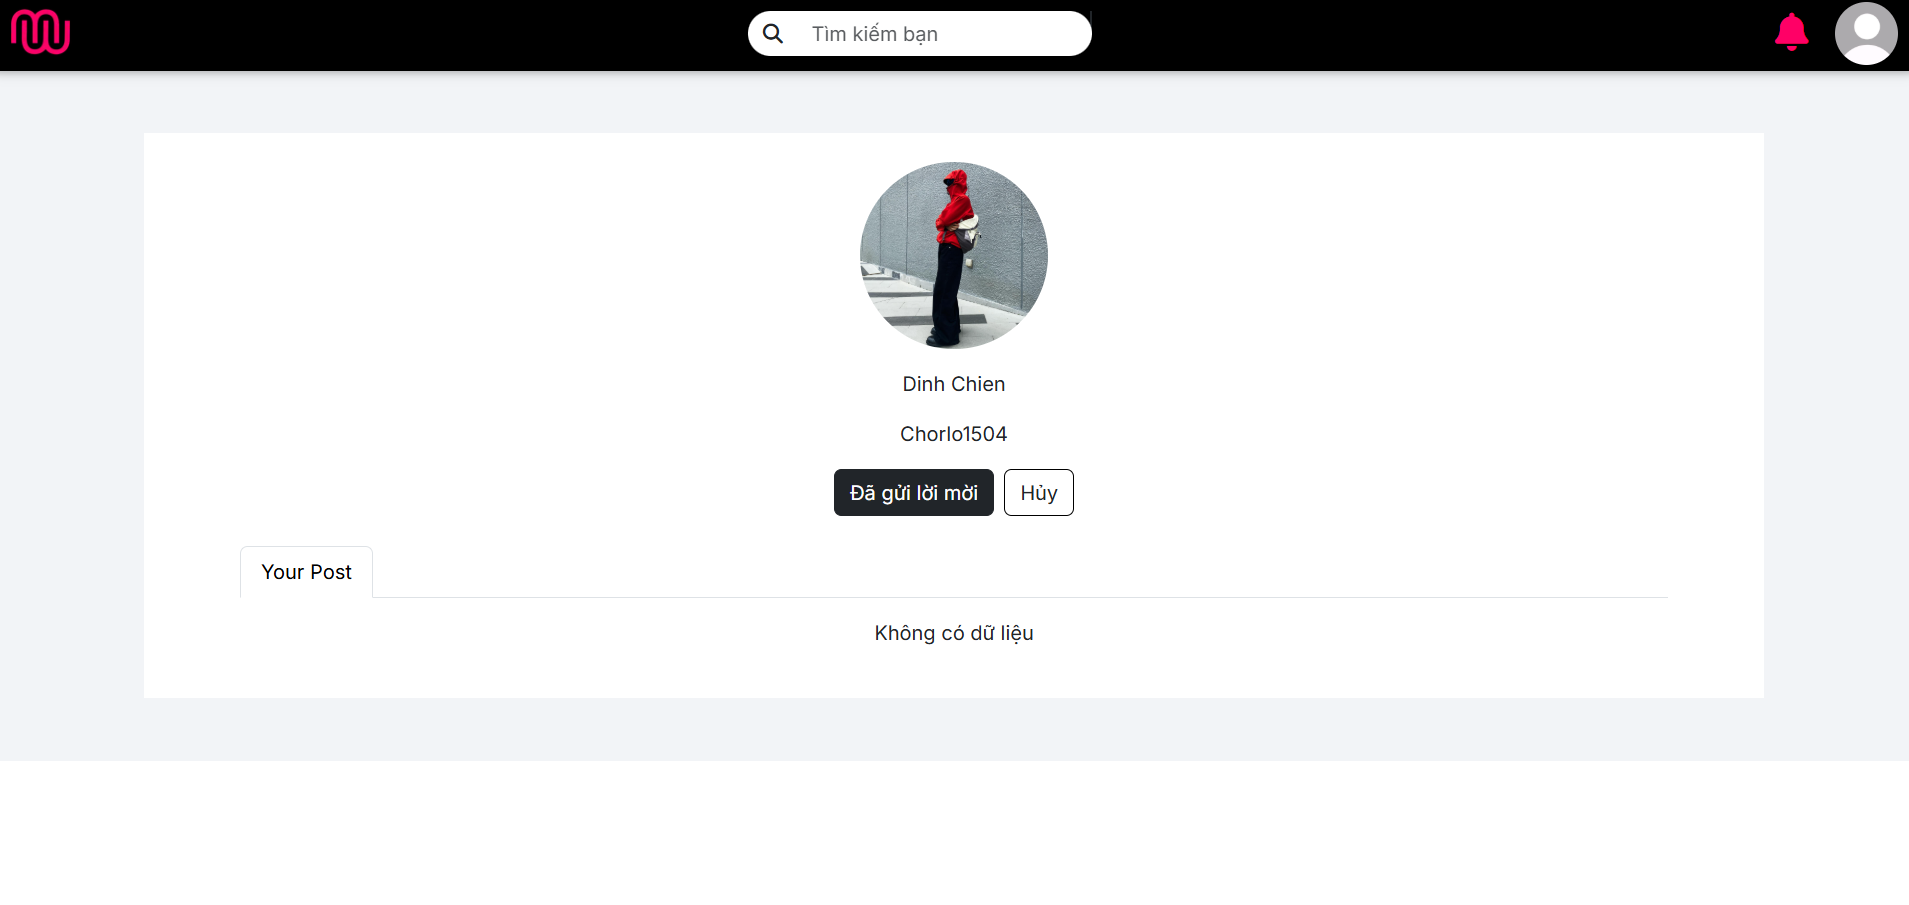 Tìm kiếm bạn
Dinh Chien
Chorlo1504
Đã gửi lời mời Hủy
Your Post
Không có dữ liệu